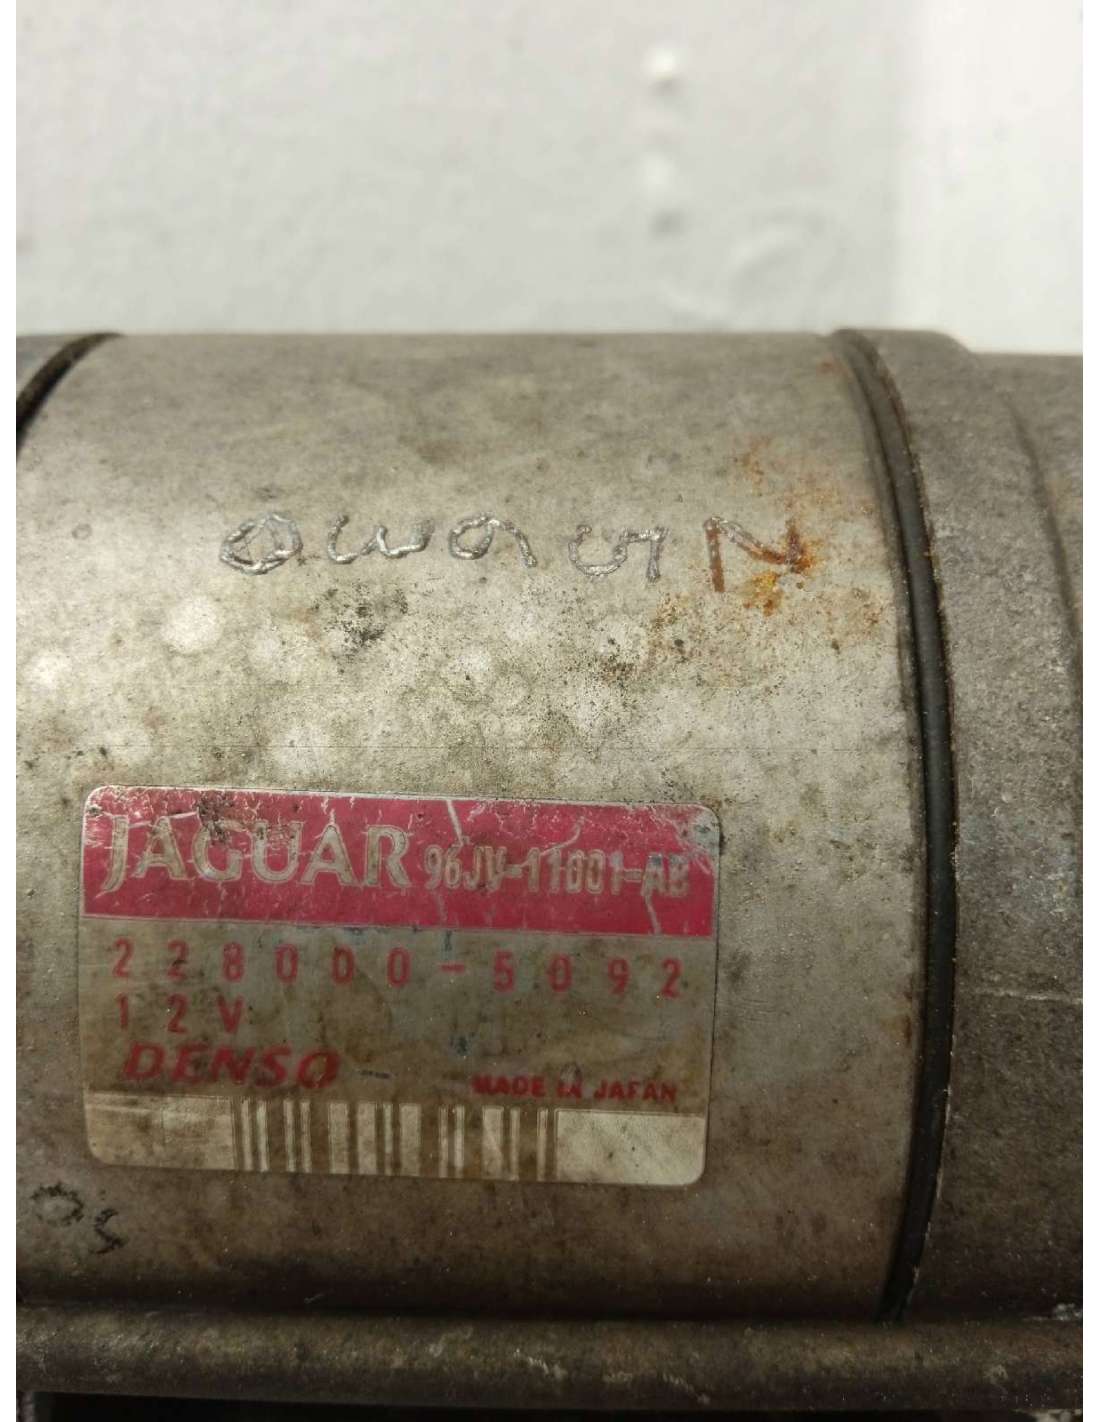 JAGUAR 96JV-11001-AB
228000-5092
12V
DENSO
MADE IN JAPAN